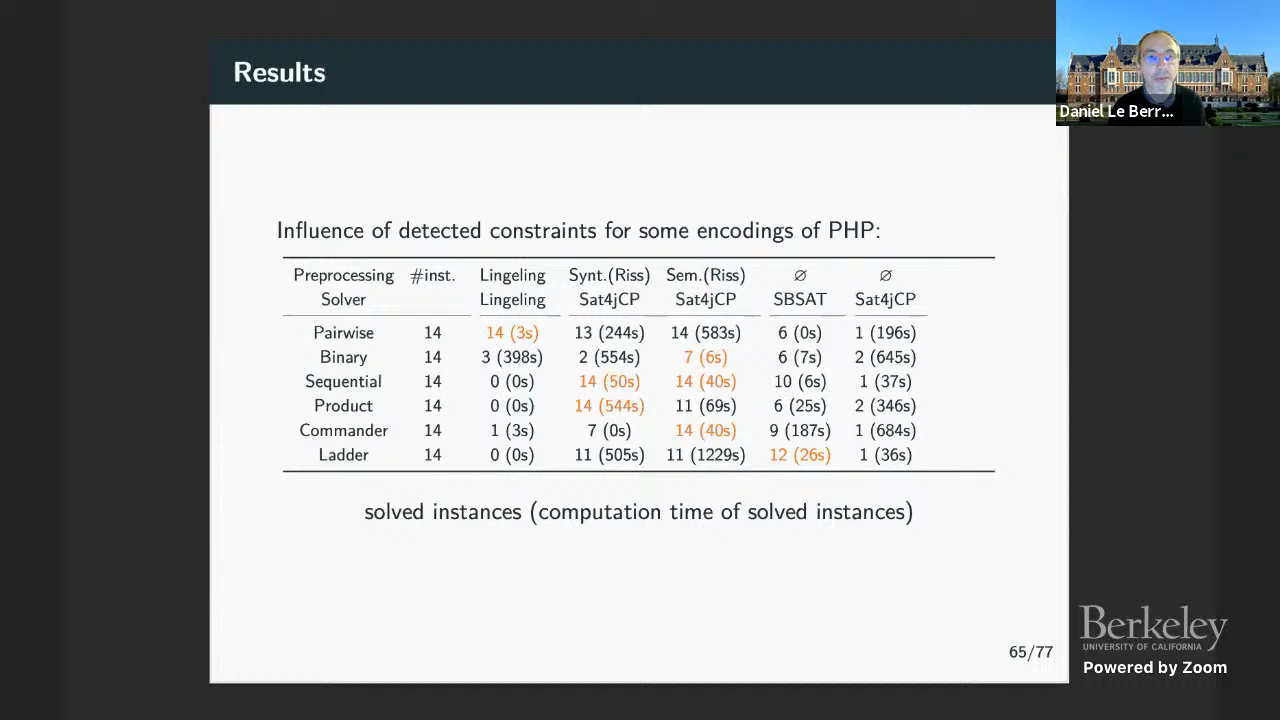 Results
Daniel Le Berr...
Influence of detected constraints for some encodings of PHP:
Preprocessing #inst. Lingeling Synt.(Riss) Sem.(Riss) ∅ ∅
Solver Lingeling Sat4jCP Sat4jCP SBSAT Sat4jCP
Pairwise 14 14 (3s) 13 (244s) 14 (583s) 6 (0s) 1 (196s)
Binary 14 3 (398s) 2 (554s) 7 (6s) 6 (7s) 2 (645s)
Sequential 14 0 (0s) 14 (50s) 14 (40s) 10 (6s) 1 (37s)
Product 14 0 (0s) 14 (544s) 11 (69s) 6 (25s) 2 (346s)
Commander 14 1 (3s) 7 (0s) 14 (40s) 9 (187s) 1 (684s)
Ladder 14 0 (0s) 11 (505s) 11 (1229s) 12 (26s) 1 (36s)
solved instances (computation time of solved instances)
65/77
Berkeley
UNIVERSITY OF CALIFORNIA
Powered by Zoom